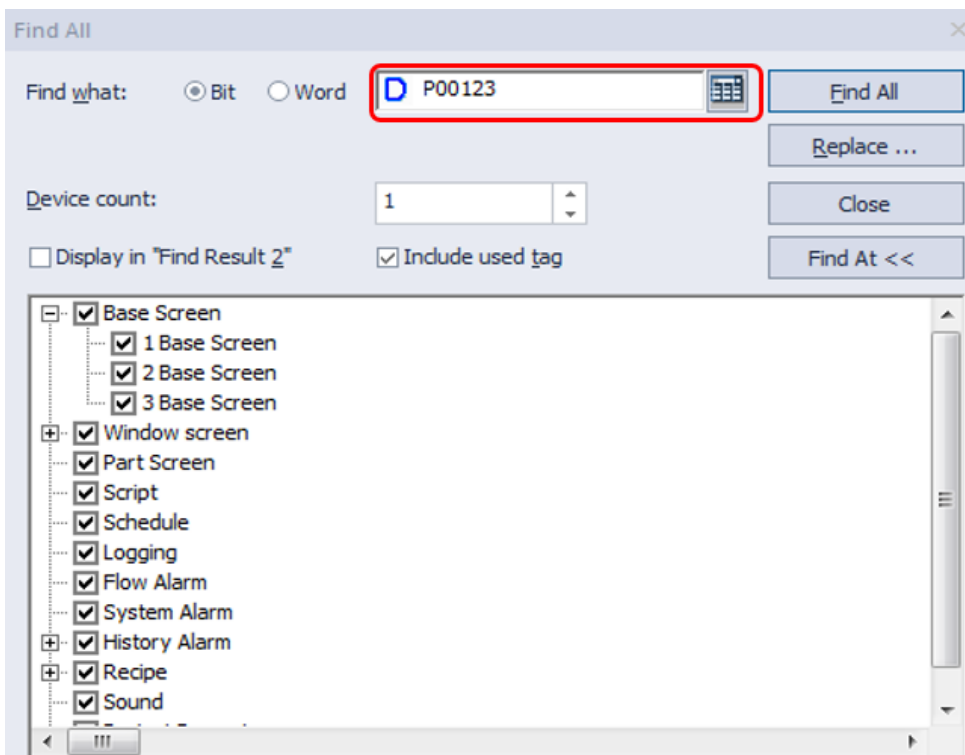 Find All
Find what: Bit Word D P00123 Find All
Replace ...
Device count: 1 Close
Display in "Find Result 2" Include used tag Find At <<
Base Screen
1 Base Screen
2 Base Screen
3 Base Screen
Window screen
Part Screen
Script
Schedule
Logging
Flow Alarm
System Alarm
History Alarm
Recipe
Sound